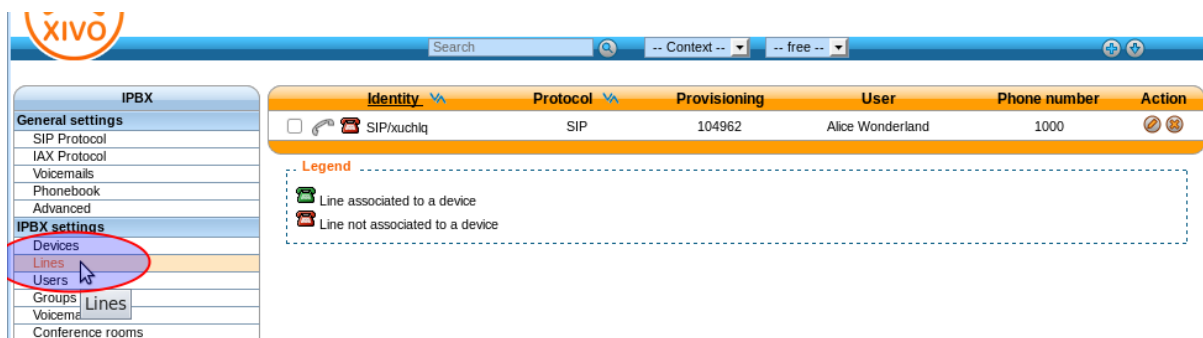 XIVO
Search
-- Context --
-- free --
IPBX
General settings
SIP Protocol
IAX Protocol
Voicemails
Phonebook
Advanced
IPBX settings
Devices
Lines
Users
Groups
Lines
Conference rooms
Identity Protocol Provisioning User Phone number Action
SIP/xuchlq SIP 104962 Alice Wonderland 1000
Legend
Line associated to a device
Line not associated to a device